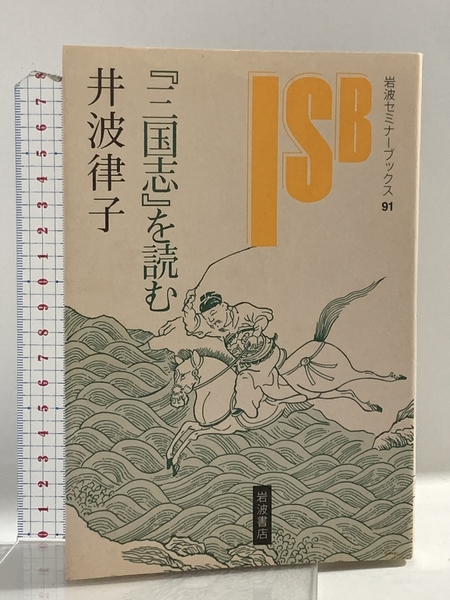 岩波セミナーブックス 91
ISB
『三国志』を読む
井波律子
岩波書店